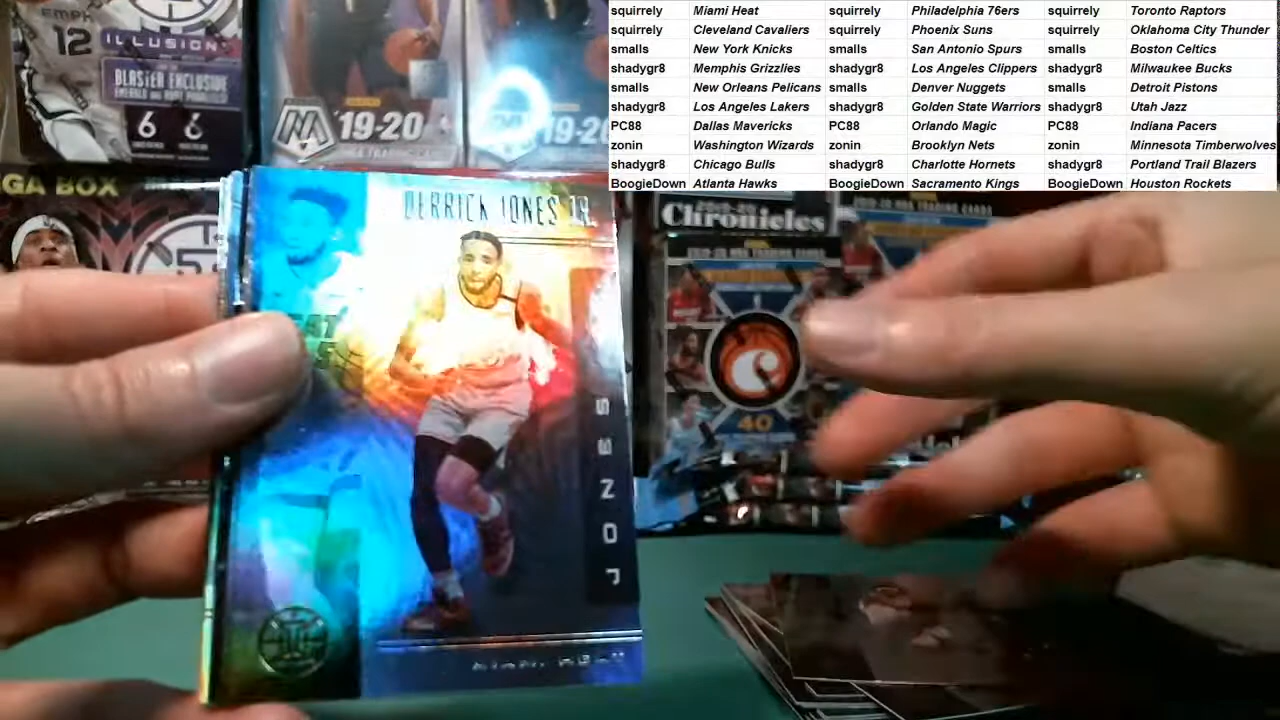 squirrely Miami Heat squirrely Philadelphia 76ers squirrely Toronto Raptors
squirrely Cleveland Cavaliers squirrely Phoenix Suns squirrely Oklahoma City Thunder
smalls New York Knicks smalls San Antonio Spurs smalls Boston Celtics
shadygr8 Memphis Grizzlies shadygr8 Los Angeles Clippers shadygr8 Milwaukee Bucks
smalls New Orleans Pelicans smalls Denver Nuggets smalls Detroit Pistons
shadygr8 Los Angeles Lakers shadygr8 Golden State Warriors shadygr8 Utah Jazz
PC88 Dallas Mavericks PC88 Orlando Magic PC88 Indiana Pacers
zonin Washington Wizards zonin Brooklyn Nets zonin Minnesota Timberwolves
shadygr8 Chicago Bulls shadygr8 Charlotte Hornets shadygr8 Portland Trail Blazers
BoogieDown Atlanta Hawks BoogieDown Sacramento Kings BoogieDown Houston Rockets
12
ILLUSIONS
BLASTER EXCLUSIVE
6 6
'19-20
19-20
GA BOX
DERRICK JONES JR.
JONES
MIAMI HEAT
Chronicles
40